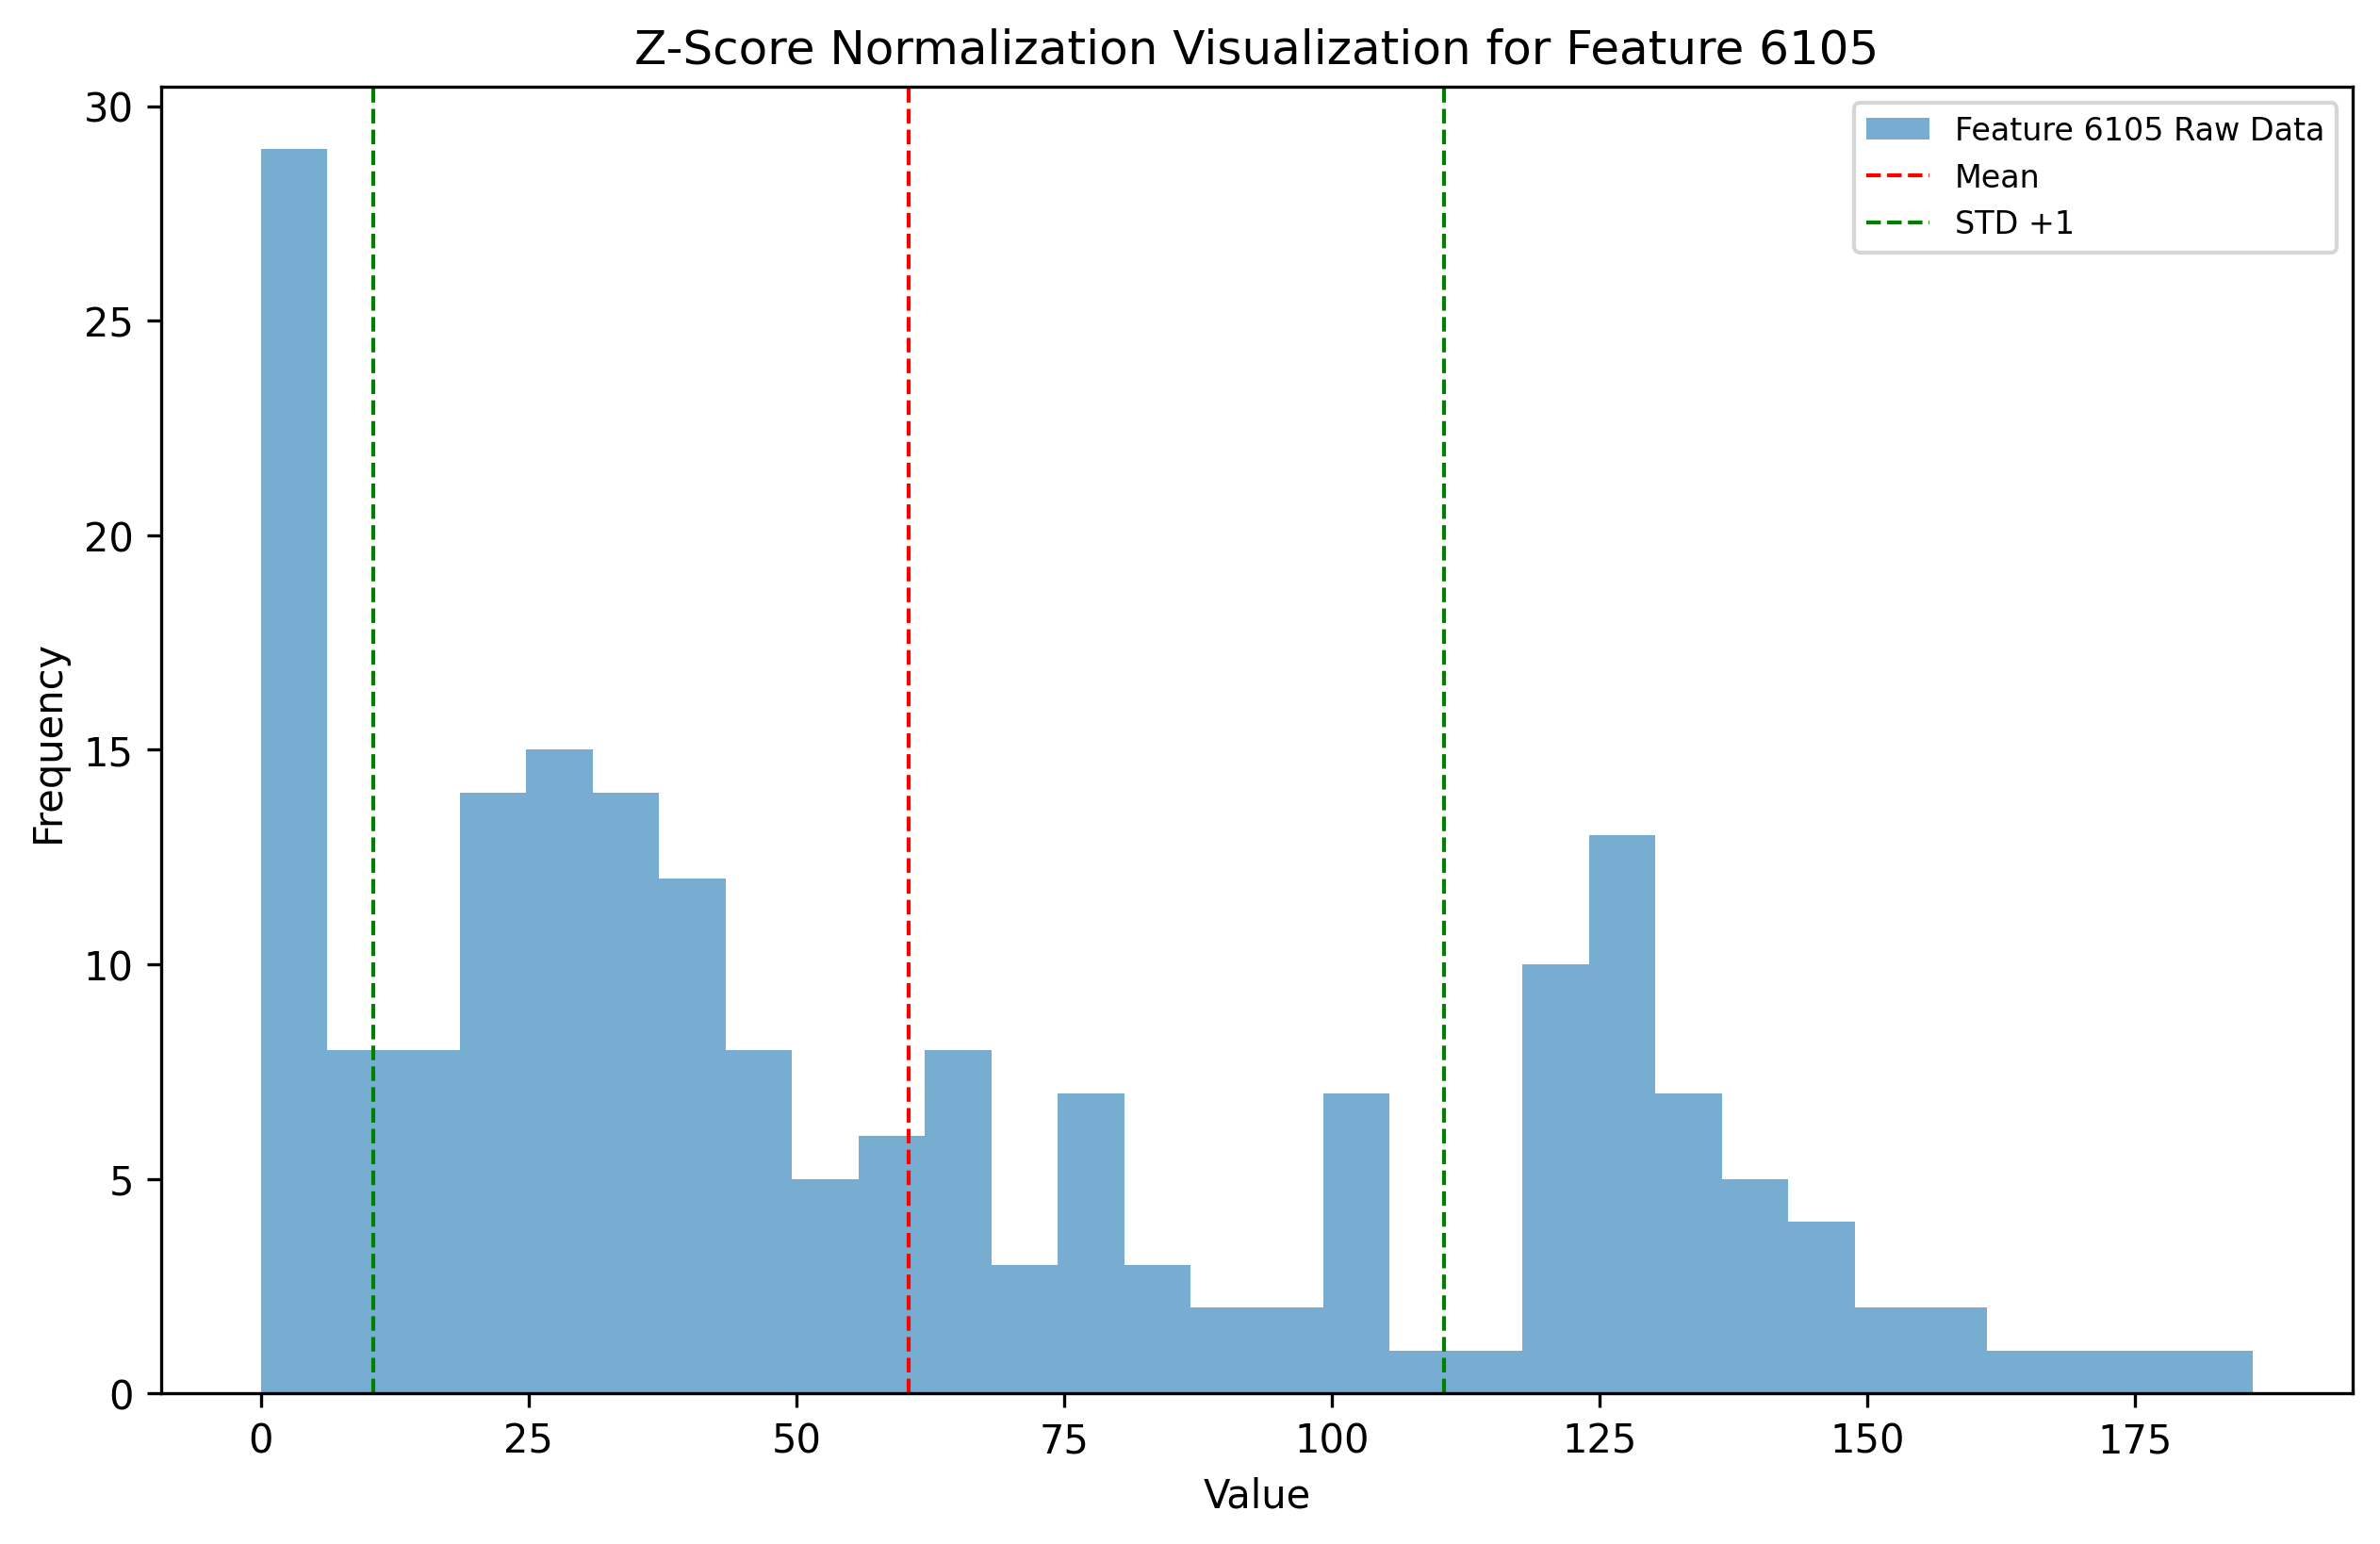 Z-Score Normalization Visualization for Feature 6105
Feature 6105 Raw Data
Mean
STD +1
30
25
20
15
10
5
0
Frequency
0 25 50 75 100 125 150 175
Value